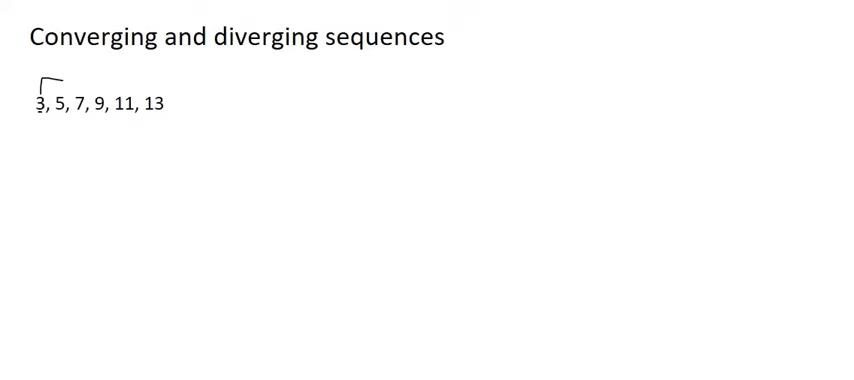 Converging and diverging sequences
3, 5, 7, 9, 11, 13